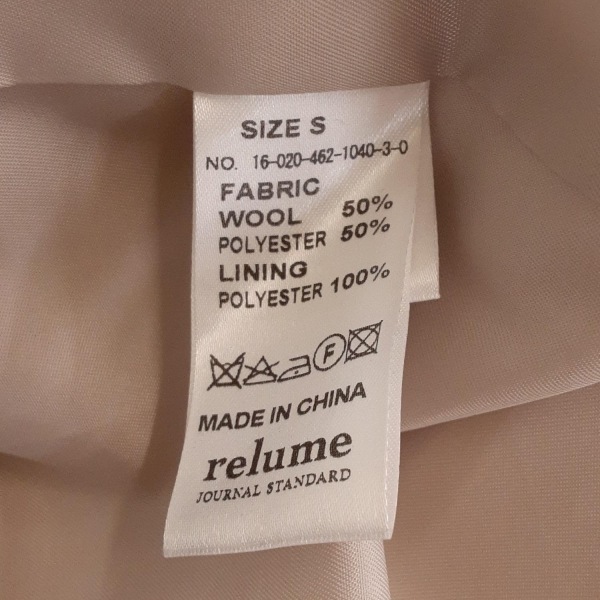 SIZE S
NO. 16-020-462-1040-3-0
FABRIC
WOOL 50%
POLYESTER 50%
LINING
POLYESTER 100%
F
MADE IN CHINA
relume
JOURNAL STANDARD